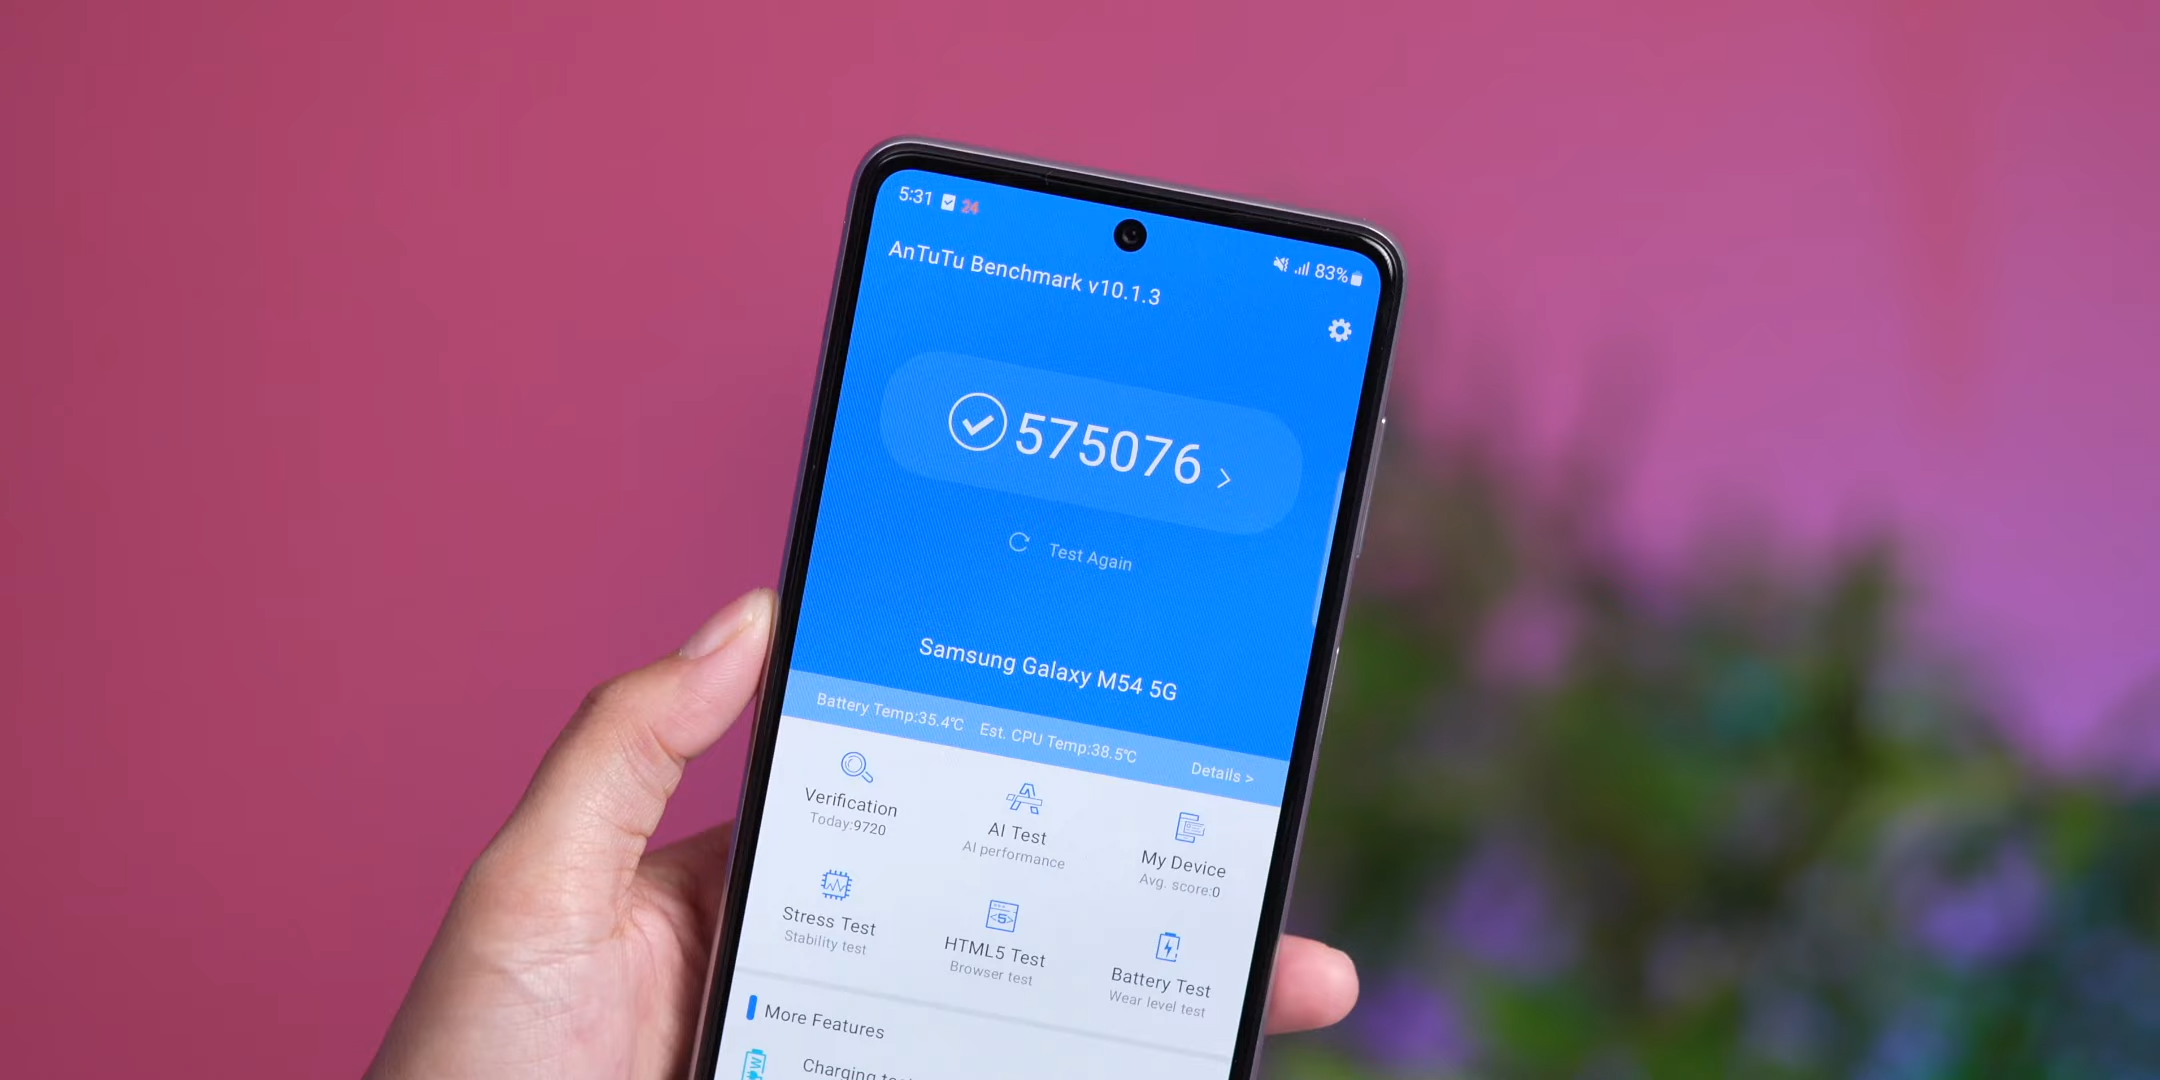 5:31 24
83%
AnTuTu Benchmark v10.1.3
575076 >
Test Again
Samsung Galaxy M54 5G
Battery Temp:35.4℃ Est. CPU Temp:38.5℃ Details >
Verification
Today:9720
AI Test
AI performance
My Device
Avg. score:0
Stress Test
Stability test
HTML5 Test
Browser test
Battery Test
Wear level test
More Features
W
Charging